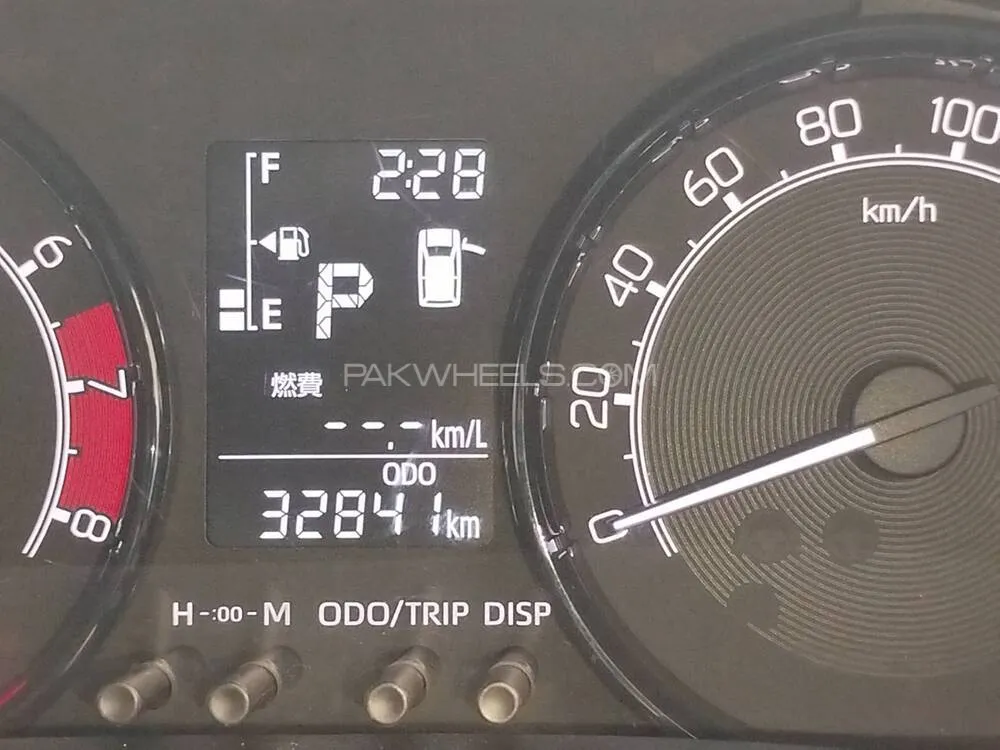 F 2:28
E P
燃費
PAKWHEELS.COM
--.- km/L
ODO
32841 km
H-:00-M ODO/TRIP DISP
6
7
8
0
20
40
60
80
100
km/h